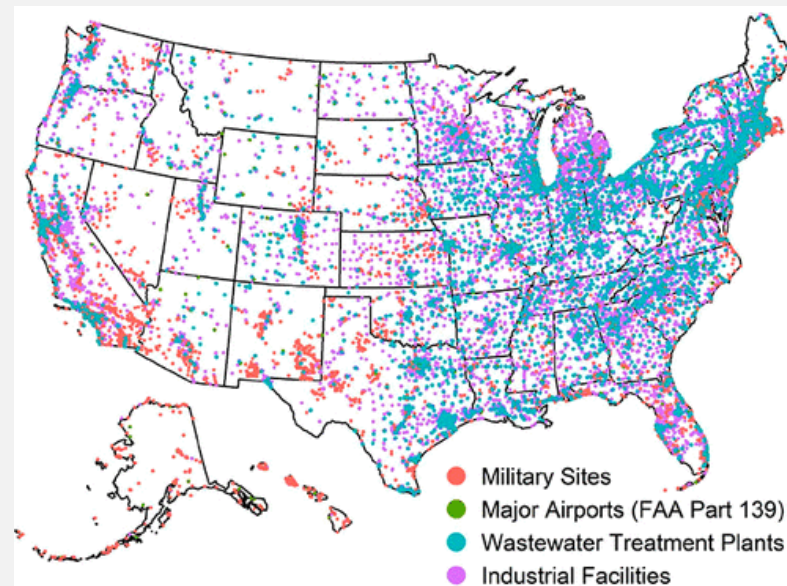 Military Sites
Major Airports (FAA Part 139)
Wastewater Treatment Plants
Industrial Facilities